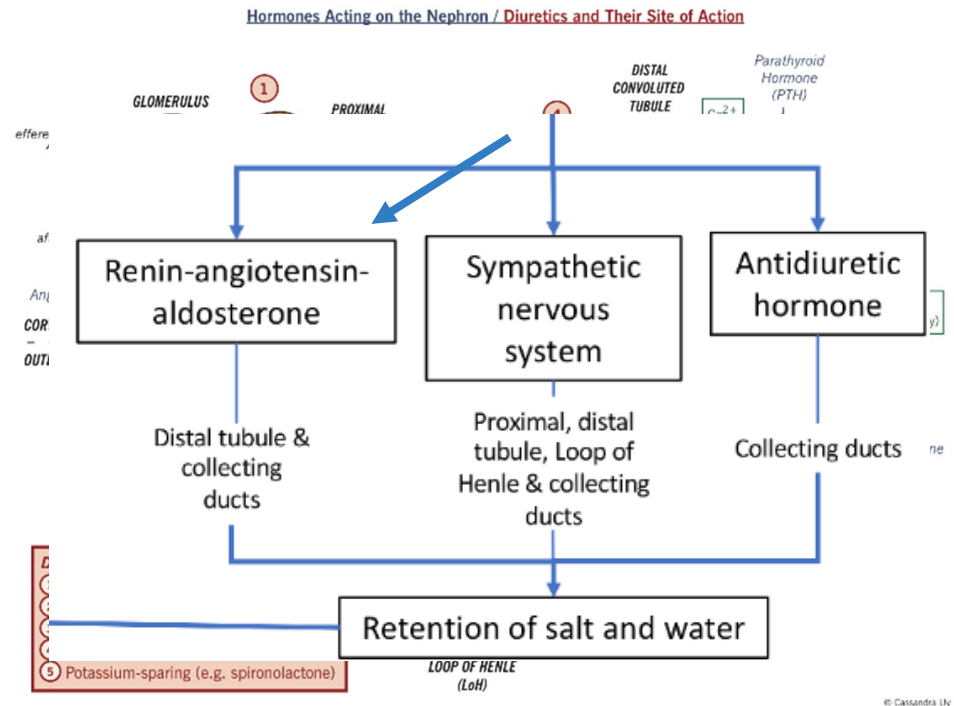 Hormones Acting on the Nephron / Diuretics and Their Site of Action
GLOMERULUS
1
PROXIMAL
DISTAL
CONVOLUTED
TUBULE
Parathyroid
Hormone
(PTH)
Renin-angiotensin-
aldosterone
Sympathetic
nervous
system
Antidiuretic
hormone
Distal tubule &
collecting
ducts
Proximal, distal
tubule, Loop of
Henle & collecting
ducts
Collecting ducts
Retention of salt and water
5 Potassium-sparing (e.g. spironolactone)
LOOP OF HENLE
(LoH)
© Cassandra Uy